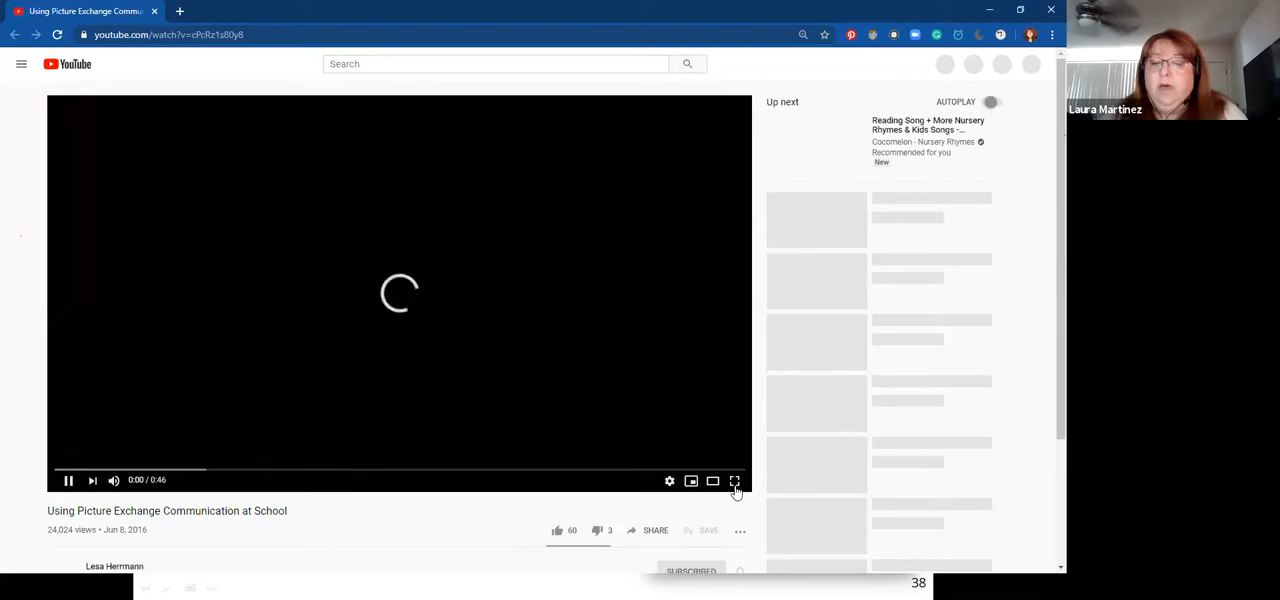 Using Picture Exchange Commu
youtube.com/watch?v=cPcRz1s80y8
YouTube
Search
Laura Martinez
Up next
AUTOPLAY
Reading Song + More Nursery
Rhymes & Kids Songs -...
Cocomelon - Nursery Rhymes
Recommended for you
New
0:00 / 0:46
Using Picture Exchange Communication at School
24,024 views • Jun 8, 2016
60
3
SHARE
SAVE
Lesa Herrmann
SUBSCRIBED
38